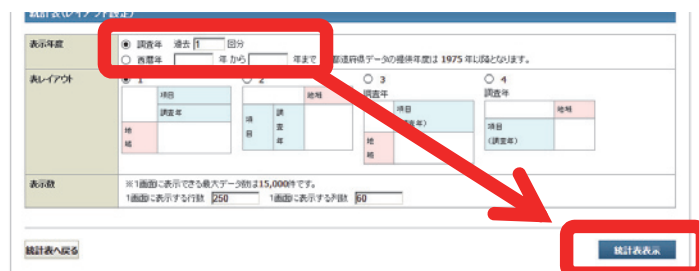 統計表(レイアウト設定)
表示年度
調査年 過去 1 回分
西暦年 年から 年まで 都道府県データの提供年度は 1975 年以降となります。
表レイアウト
1 2 3 4
調査年 調査年
項目 地域 項目 地域
調査年 項目 調査年 (調査年) 項目
地域 地域 (調査年)
表示数
※1画面に表示できる最大データ数は15,000件です。
1画面に表示する行数 250 1画面に表示する列数 60
統計表へ戻る
統計表表示